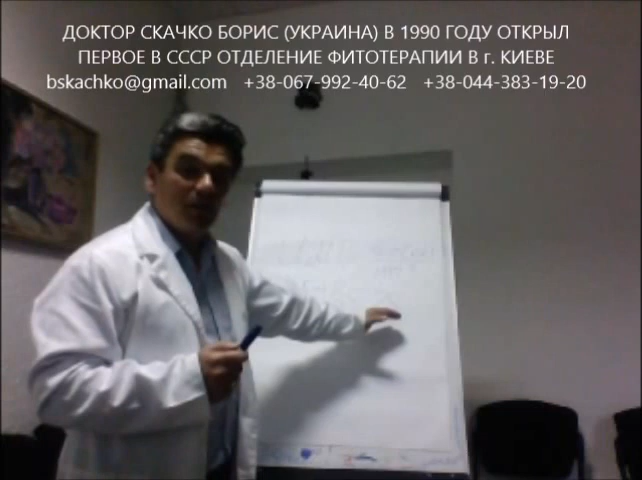 ДОКТОР СКАЧКО БОРИС (УКРАИНА) В 1990 ГОДУ ОТКРЫЛ
ПЕРВОЕ В СССР ОТДЕЛЕНИЕ ФИТОТЕРАПИИ В г. КИЕВЕ
bskachko@gmail.com +38-067-992-40-62 +38-044-383-19-20